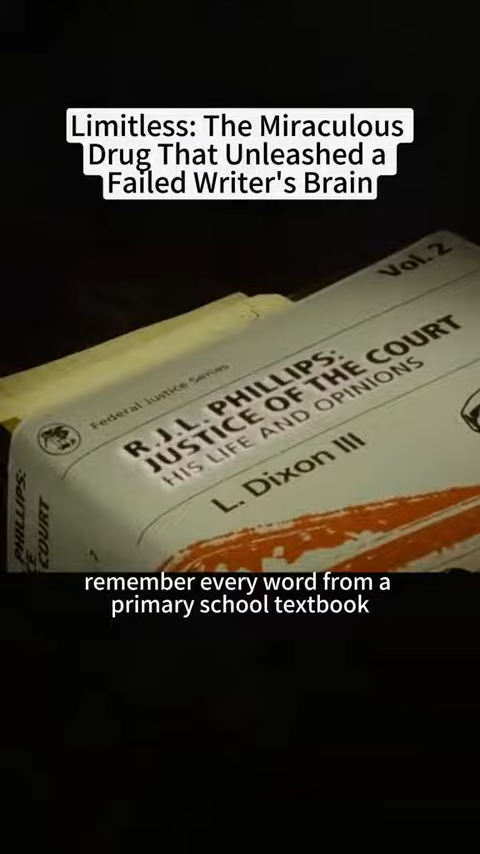 Limitless: The Miraculous
Drug That Unleashed a
Failed Writer's Brain
Vol. 2
Federal Justice Series
R.J.L. PHILLIPS:
JUSTICE OF THE COURT
HIS LIFE AND OPINIONS
L. Dixon III
PHILLIPS:
COURT
remember every word from a
primary school textbook